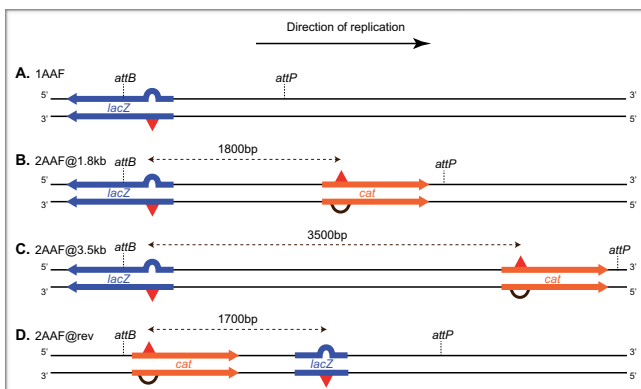 Direction of replication
A. 1AAF
attB
attP
5' 3'
lacZ
3' 5'
1800bp
B. 2AAF@1.8kb
attB
attP
5' 3'
lacZ cat
3' 5'
3500bp
C. 2AAF@3.5kb
attB
attP
5' 3'
lacZ cat
3' 5'
1700bp
D. 2AAF@rev
attB
attP
5' 3'
cat lacZ
3' 5'